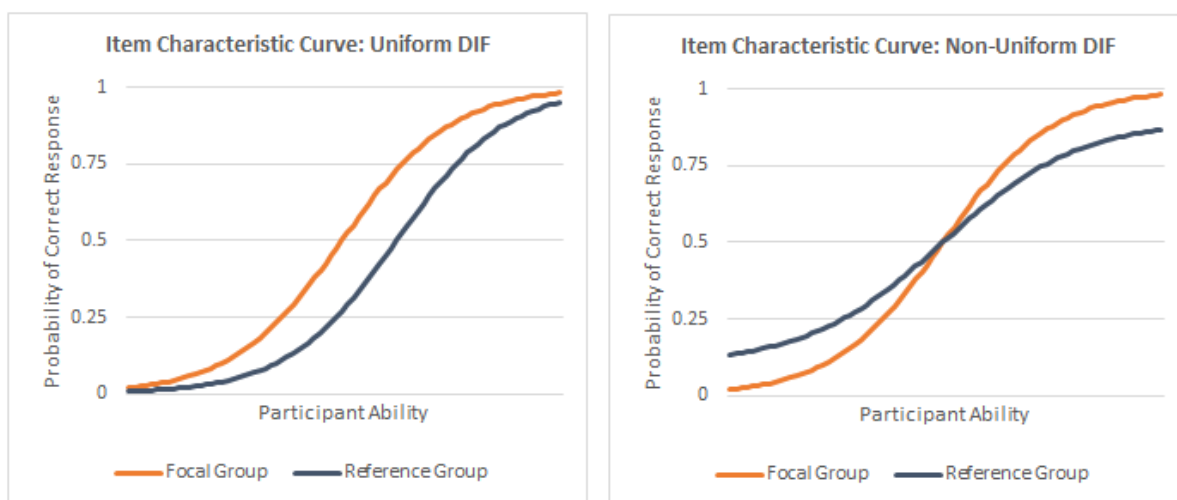 Item Characteristic Curve: Uniform DIF
Probability of Correct Response
1
0.75
0.5
0.25
0
Participant Ability
Focal Group
Reference Group
Item Characteristic Curve: Non-Uniform DIF
Probability of Correct Response
1
0.75
0.5
0.25
0
Participant Ability
Focal Group
Reference Group